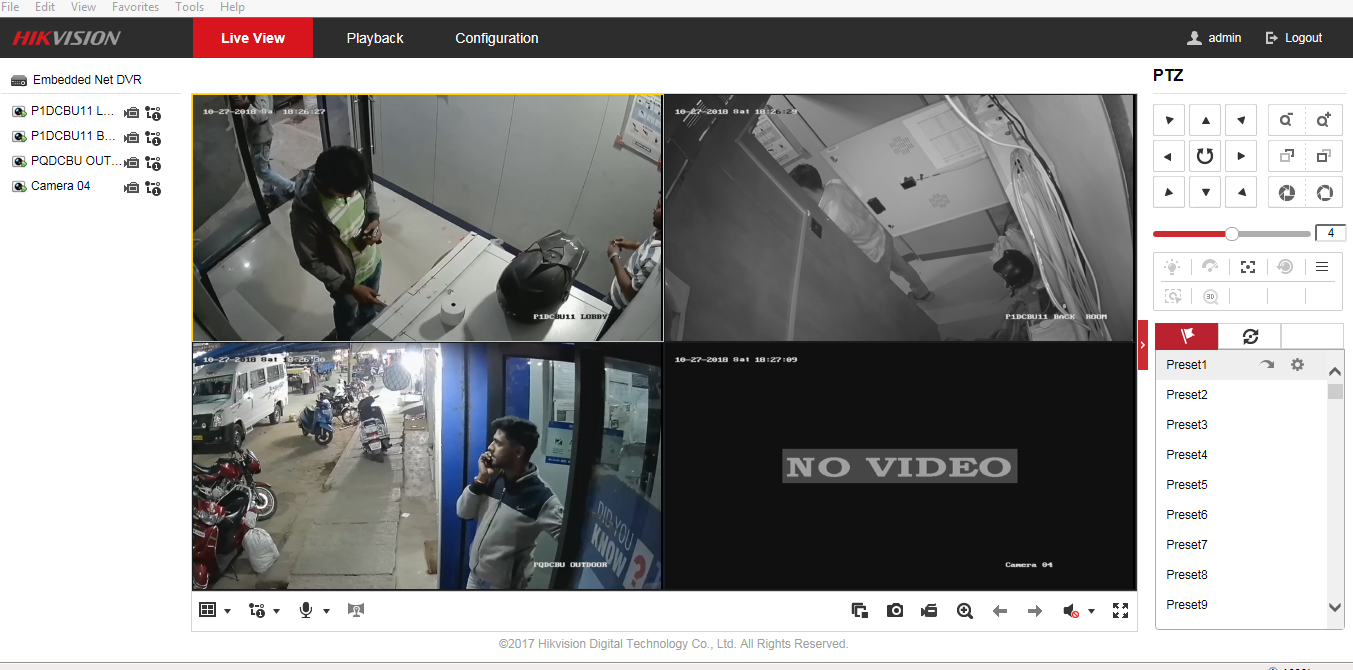 File Edit View Favorites Tools Help
HIKVISION Live View Playback Configuration admin Logout
Embedded Net DVR
P1DCBU11 L...
P1DCBU11 B...
PQDCBU OUT...
Camera 04
10-27-2018 Sat 18:26:27
P1DCBU11 LOBBY
10-27-2018 Sat 18:26:29
P1DCBU11 BACK ROOM
10-27-2018 Sat 18:26:30
DID YOU
KNOW ?
PQDCBU OUTDOOR
10-27-2018 Sat 18:27:09
NO VIDEO
Camera 04
PTZ
4
3D
Preset1
Preset2
Preset3
Preset4
Preset5
Preset6
Preset7
Preset8
Preset9
©2017 Hikvision Digital Technology Co., Ltd. All Rights Reserved.